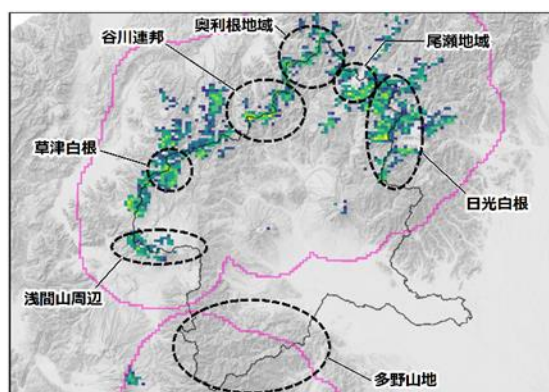 奥利根地域
谷川連邦
尾瀬地域
草津白根
日光白根
浅間山周辺
多野山地